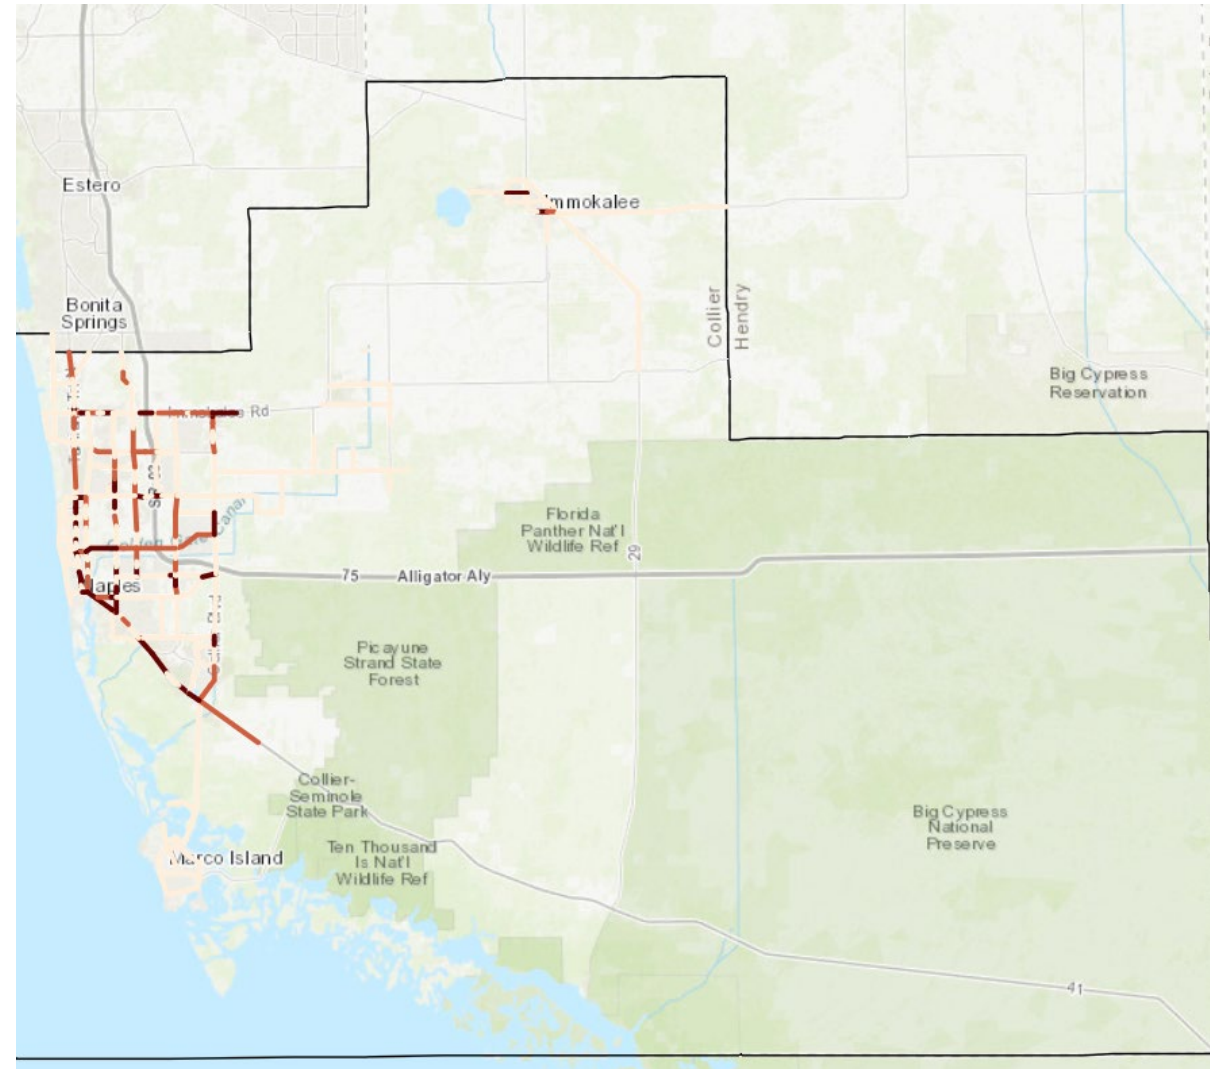 Estero
Immokalee
Bonita
Springs
Collier
Hendry
Big Cypress
Reservation
Rd
Florida
Panther Nat'l
Wildlife Ref
Canal
29
Naples
75
Alligator Aly
Picayune
Strand State
Forest
Collier-
Seminole
State Park
Big Cypress
National
Preserve
Marco Island
Ten Thousand
Is Nat'l
Wildlife Ref
41